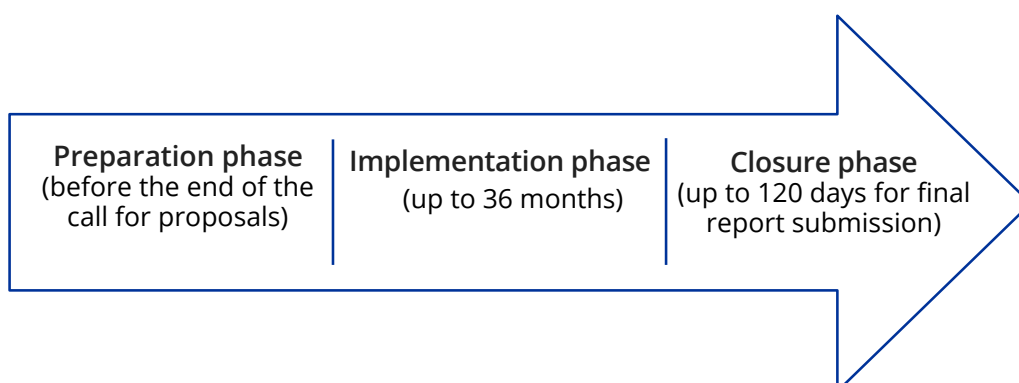 Preparation phase
(before the end of the
call for proposals)
Implementation phase
(up to 36 months)
Closure phase
(up to 120 days for final
report submission)